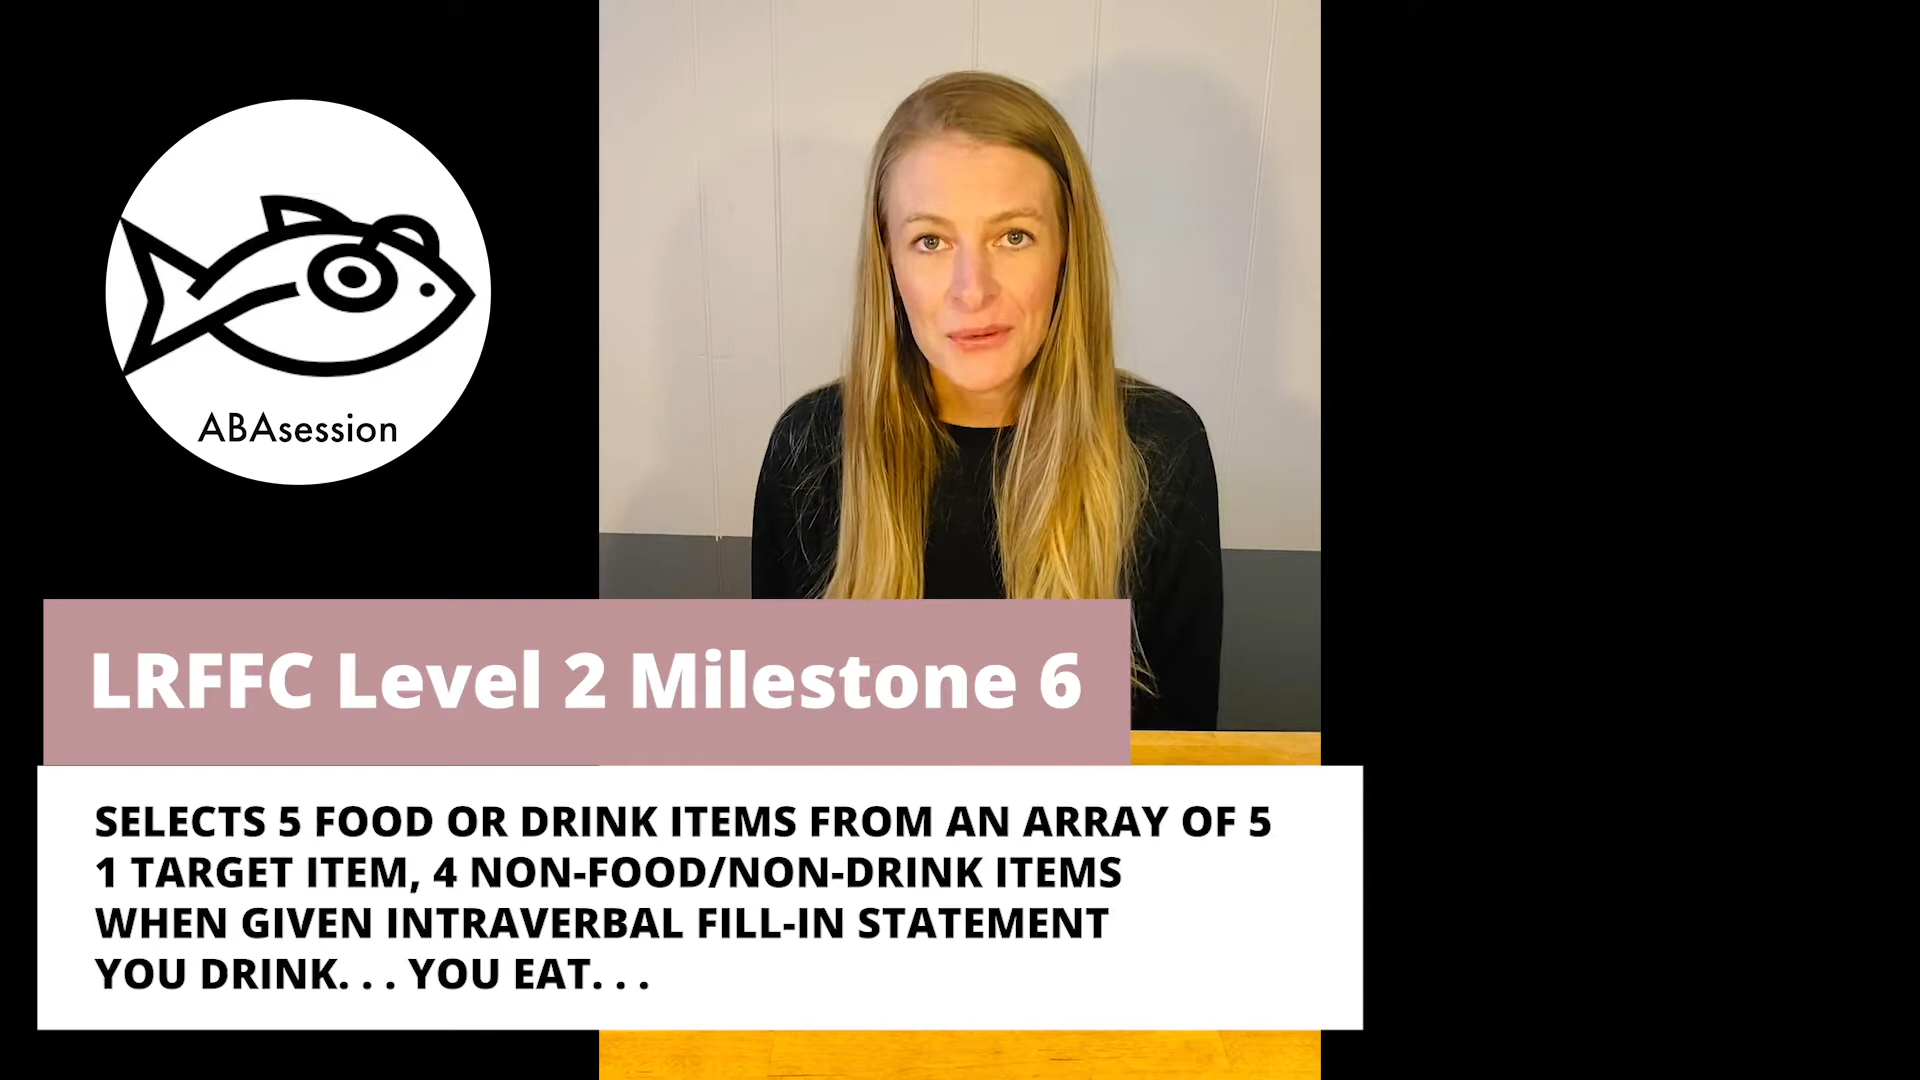 ABAsession
LRFFC Level 2 Milestone 6
SELECTS 5 FOOD OR DRINK ITEMS FROM AN ARRAY OF 5
1 TARGET ITEM, 4 NON-FOOD/NON-DRINK ITEMS
WHEN GIVEN INTRAVERBAL FILL-IN STATEMENT
YOU DRINK. . . YOU EAT. . .